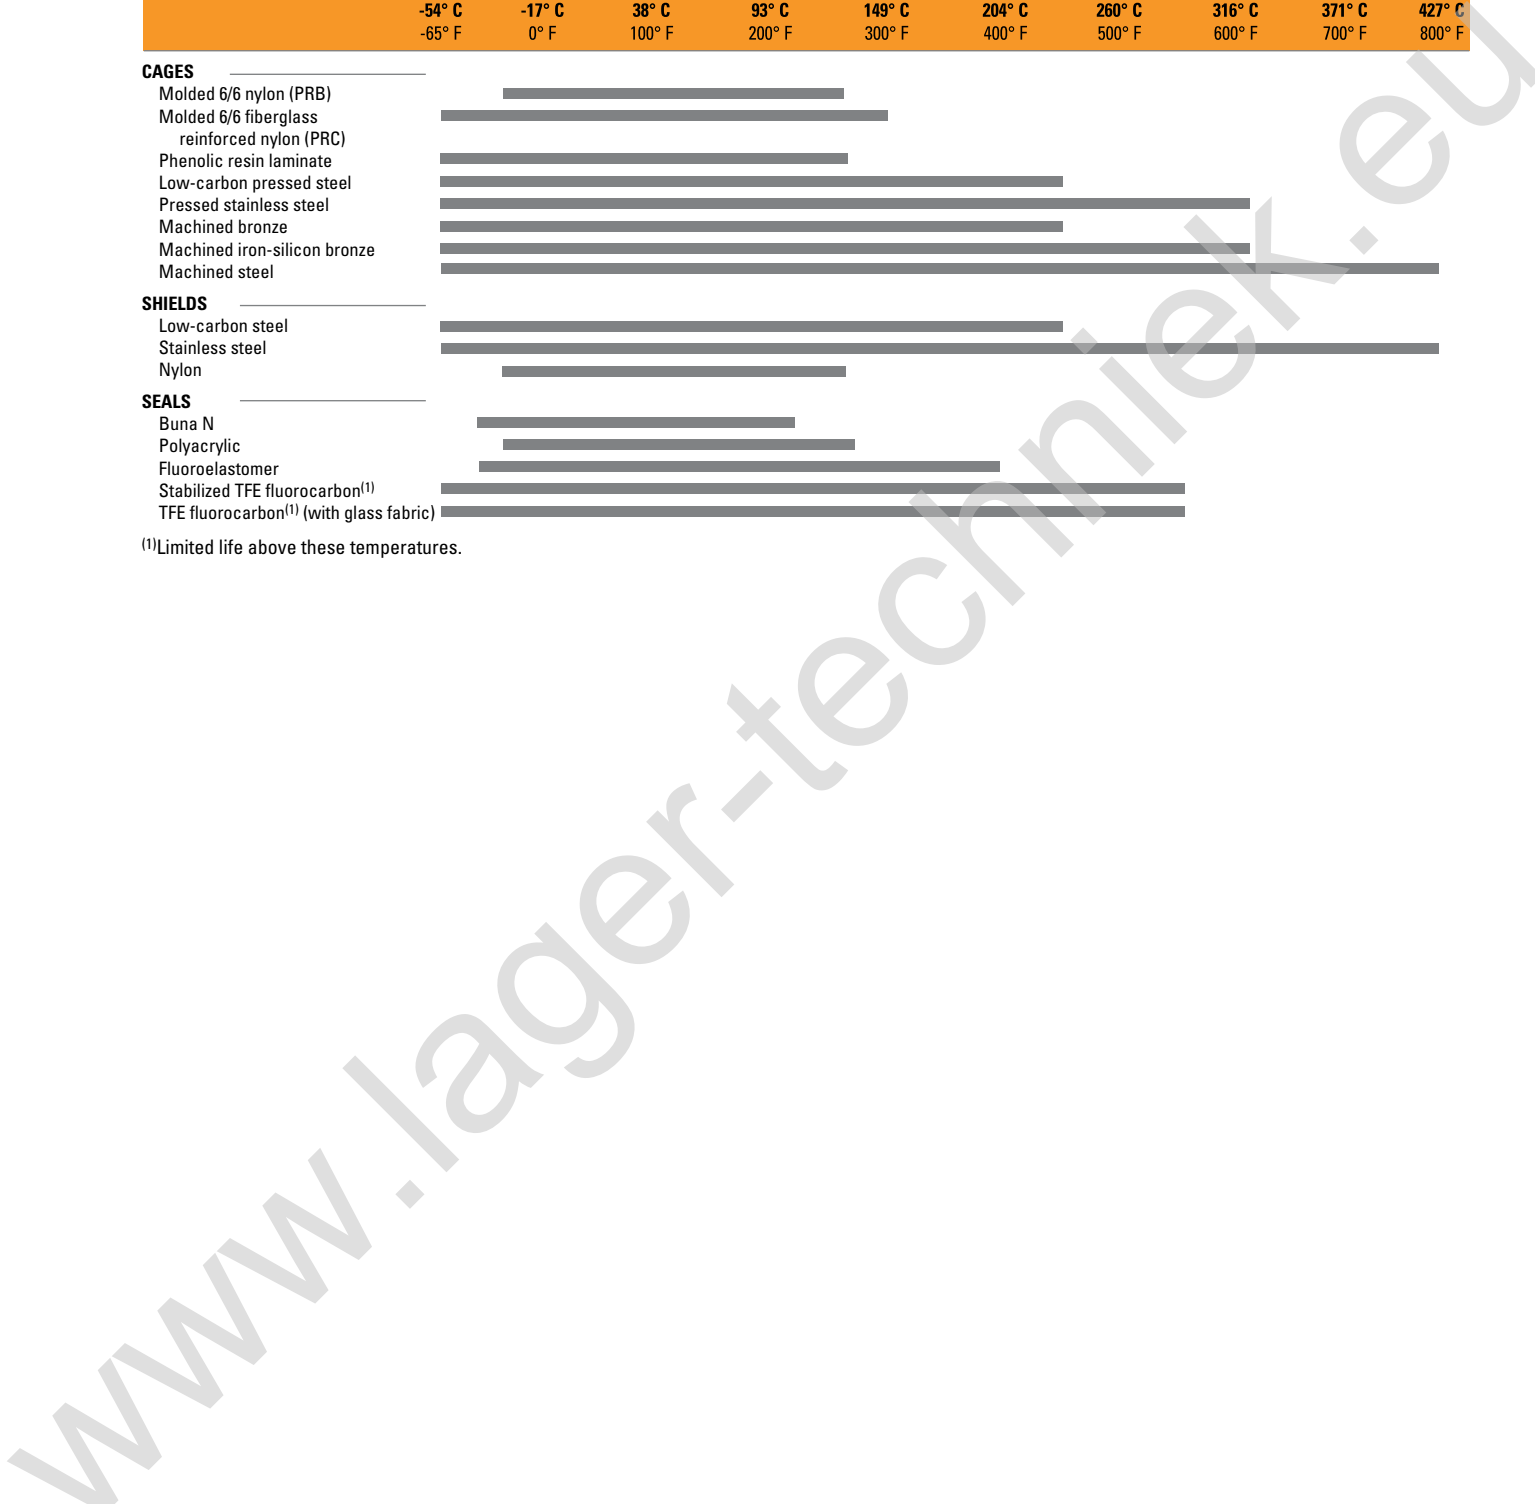 -54° C -17° C 38° C 93° C 149° C 204° C 260° C 316° C 371° C 427° C
-65° F 0° F 100° F 200° F 300° F 400° F 500° F 600° F 700° F 800° F
CAGES
Molded 6/6 nylon (PRB)
Molded 6/6 fiberglass
reinforced nylon (PRC)
Phenolic resin laminate
Low-carbon pressed steel
Pressed stainless steel
Machined bronze
Machined iron-silicon bronze
Machined steel
SHIELDS
Low-carbon steel
Stainless steel
Nylon
SEALS
Buna N
Polyacrylic
Fluoroelastomer
Stabilized TFE fluorocarbon(1)
TFE fluorocarbon(1) (with glass fabric)
(1)Limited life above these temperatures.
www.lager-techniek.eu